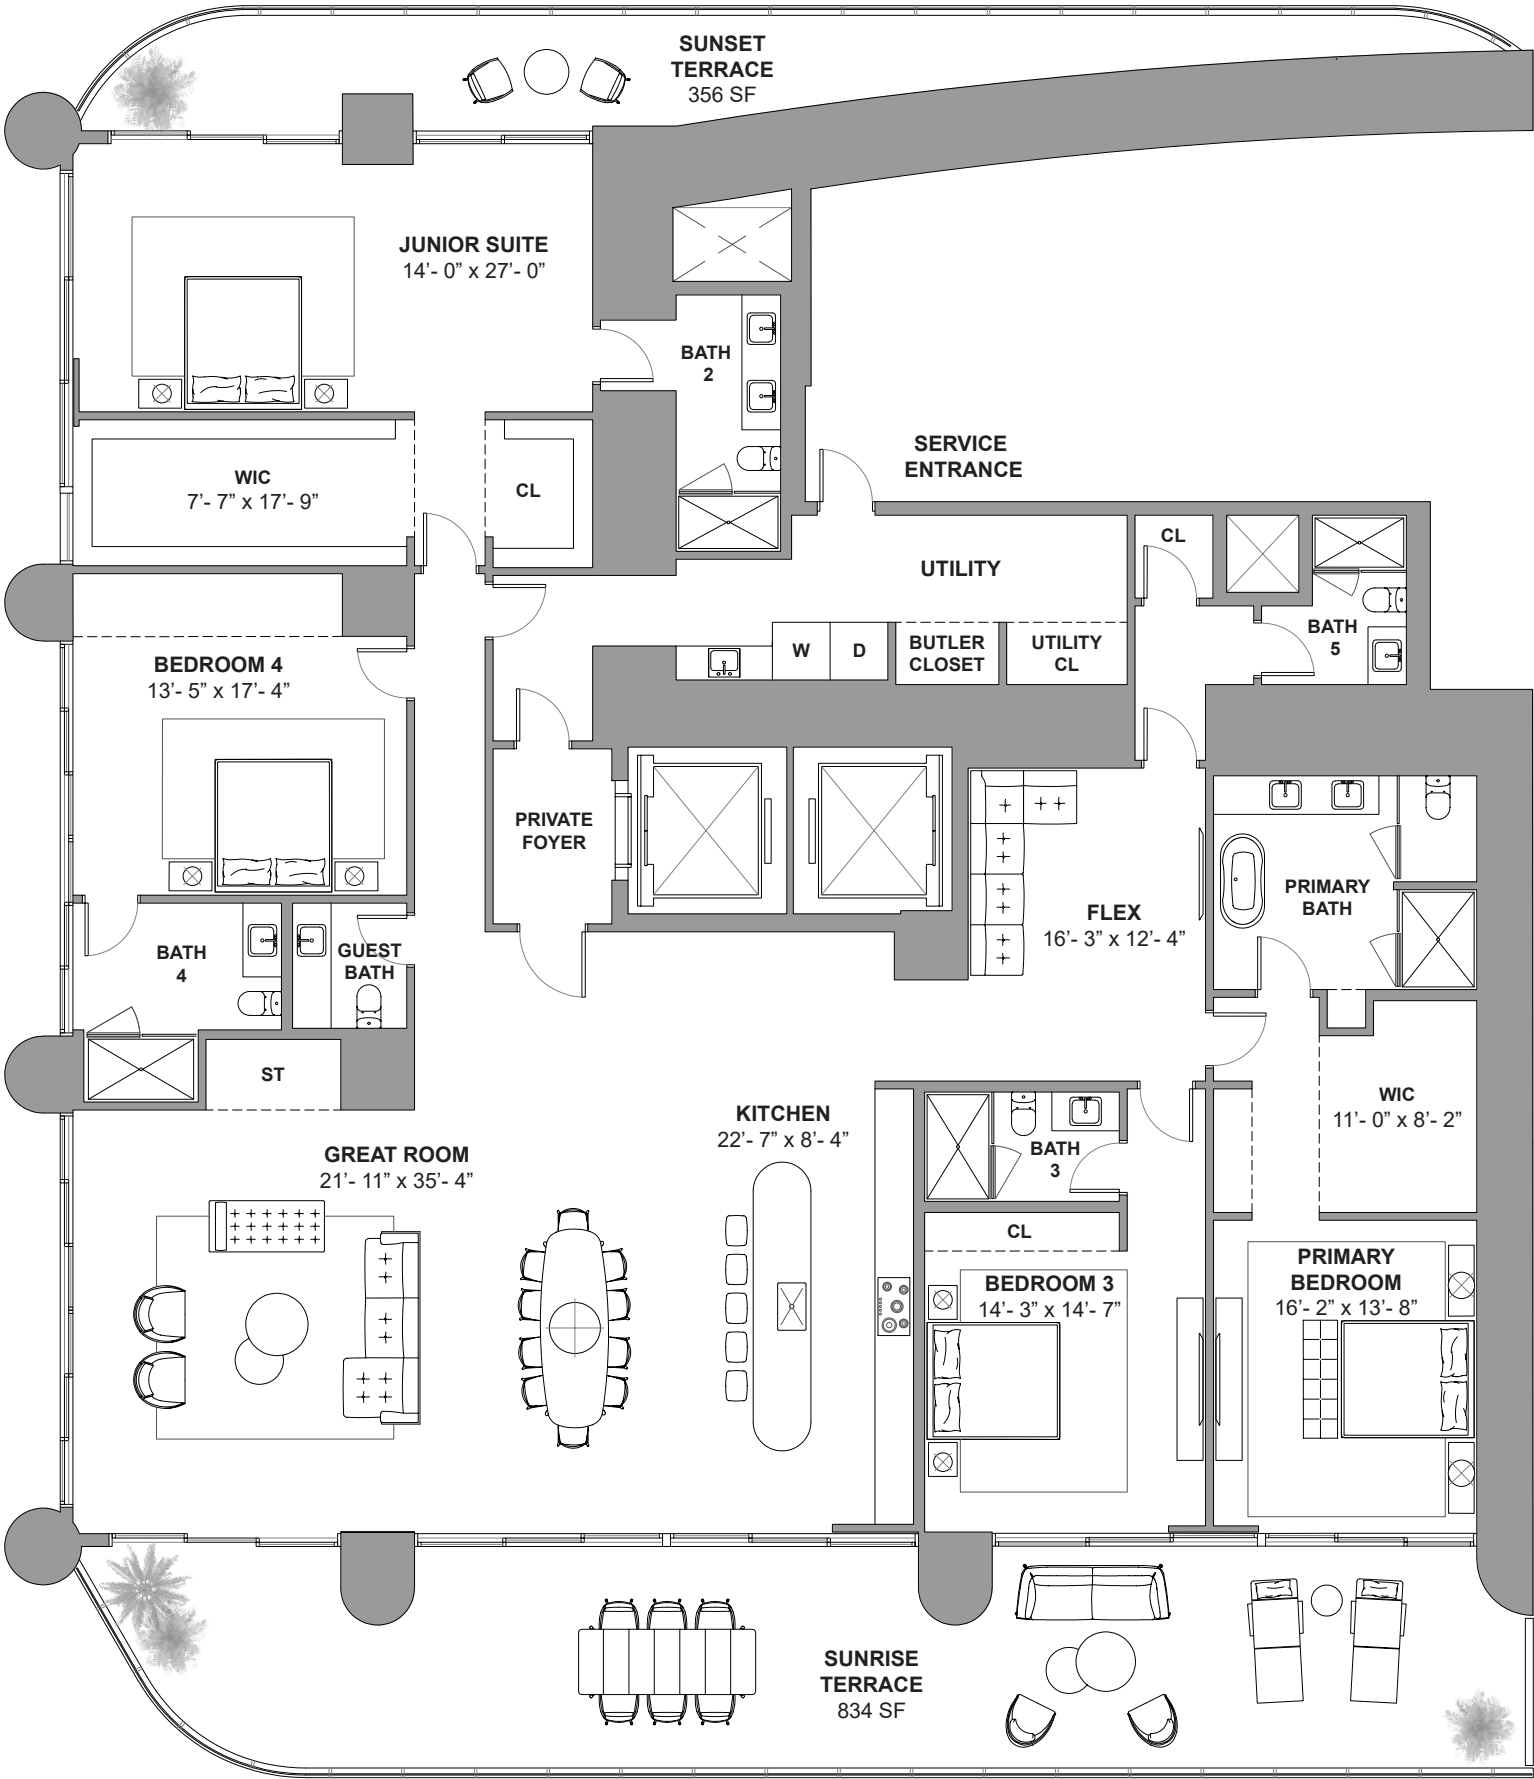 SUNSET
TERRACE
356 SF
JUNIOR SUITE
14’- 0” x 27’- 0”
BATH
2
WIC
7’- 7” x 17’- 9”
CL
SERVICE
ENTRANCE
UTILITY
CL
BATH
5
W
D
BUTLER
CLOSET
UTILITY
CL
BEDROOM 4
13’- 5” x 17’- 4”
PRIVATE
FOYER
FLEX
16’- 3” x 12’- 4”
PRIMARY
BATH
BATH
4
GUEST
BATH
ST
GREAT ROOM
21’- 11” x 35’- 4”
KITCHEN
22’- 7” x 8’- 4”
BATH
3
WIC
11’- 0” x 8’- 2”
CL
BEDROOM 3
14’- 3” x 14’- 7”
PRIMARY
BEDROOM
16’- 2” x 13’- 8”
SUNRISE
TERRACE
834 SF